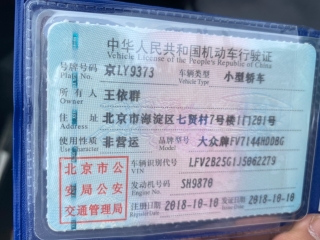 中华人民共和国机动车行驶证
Vehicle License of the People's Republic of China
号牌号码 京LY9373 车辆类型 小型轿车
Plate No. Vehicle Type
所有人 王依群
Owner
住址 北京市海淀区七贤村7号楼1门201号
Address
使用性质 非营运 品牌型号 大众牌FV7144HBDBG
Use Character Model
北京市公 车辆识别代号 LFV2B25G1J5062279
安局公安 发动机号码 SH9870
Engine No.
交通管理局 注册日期 2018-10-10 发证日期 2018-10-10
Register Date Issue Date